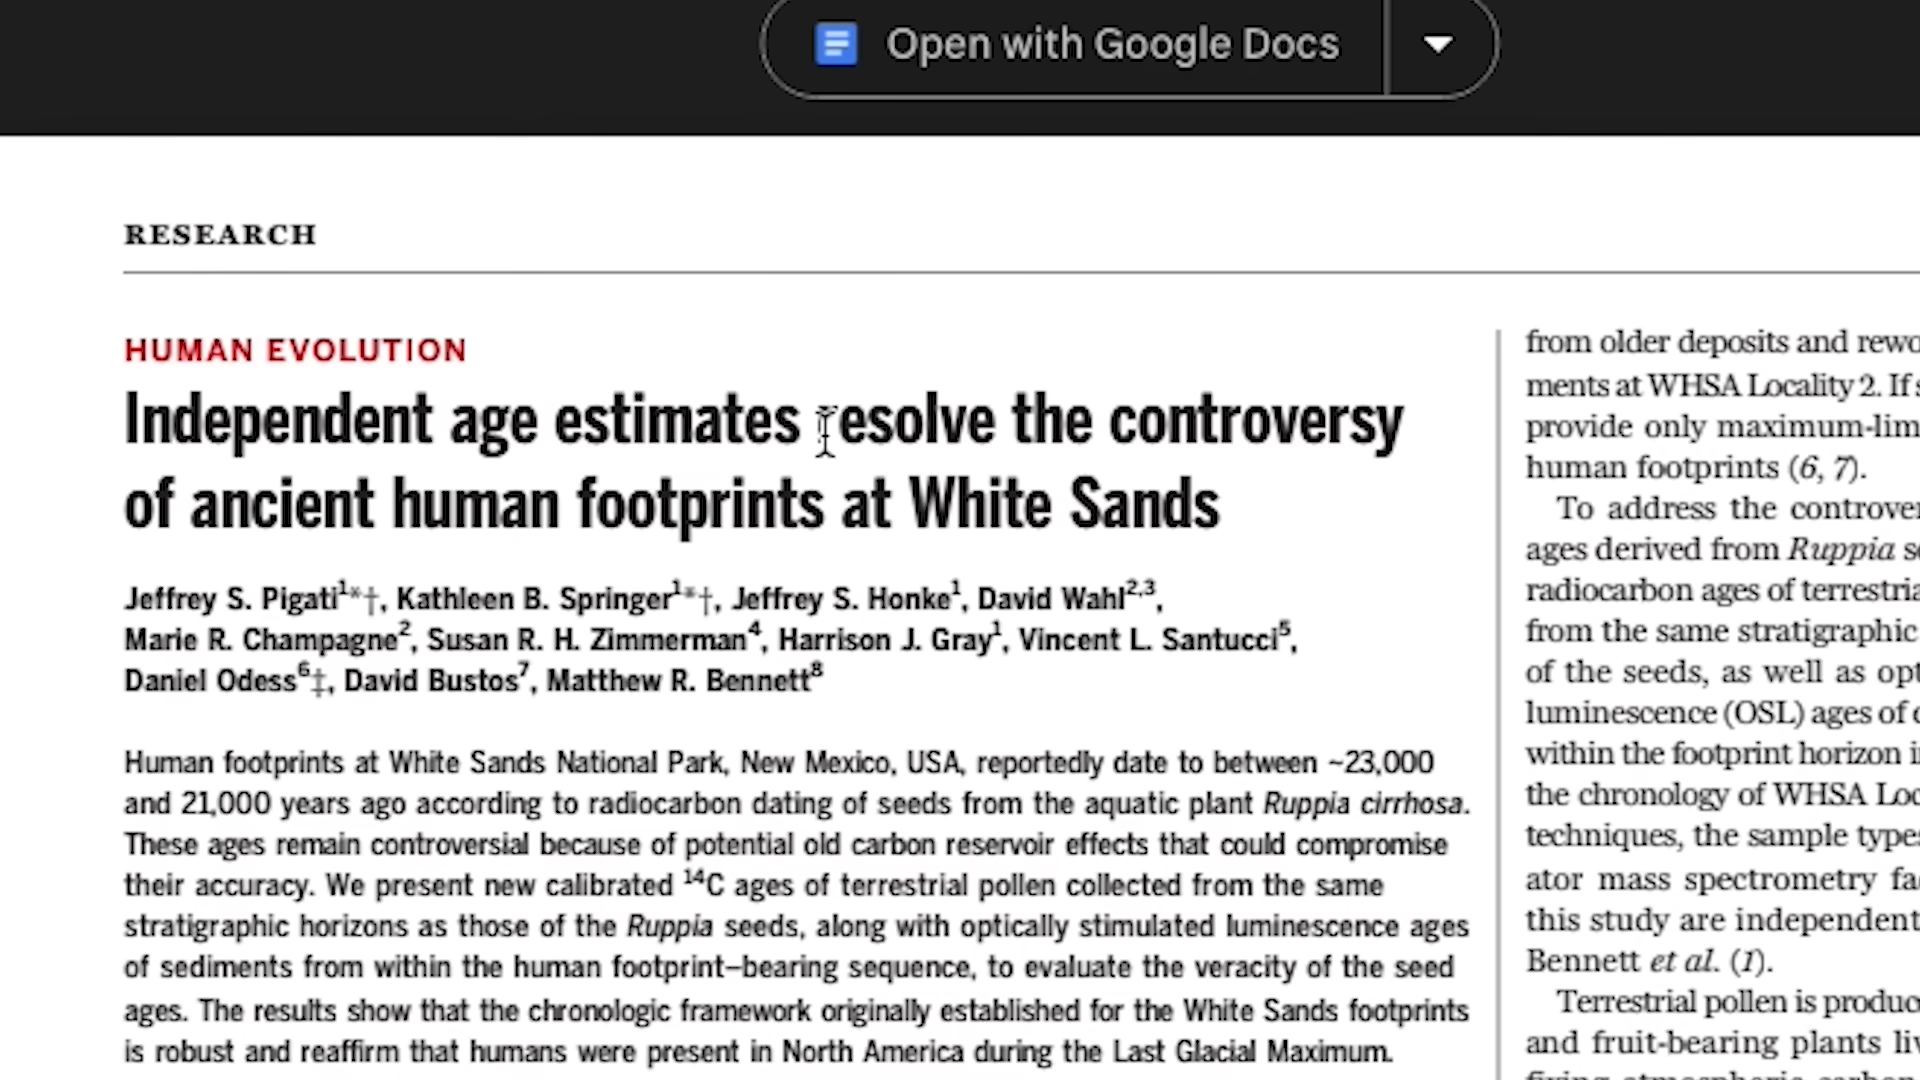 Open with Google Docs
RESEARCH
HUMAN EVOLUTION
Independent age estimates resolve the controversy
of ancient human footprints at White Sands
Jeffrey S. Pigati¹*†, Kathleen B. Springer¹*†, Jeffrey S. Honke¹, David Wahl²,³,
Marie R. Champagne², Susan R. H. Zimmerman⁴, Harrison J. Gray¹, Vincent L. Santucci⁵,
Daniel Odess⁶‡, David Bustos⁷, Matthew R. Bennett⁸
Human footprints at White Sands National Park, New Mexico, USA, reportedly date to between ~23,000
and 21,000 years ago according to radiocarbon dating of seeds from the aquatic plant Ruppia cirrhosa.
These ages remain controversial because of potential old carbon reservoir effects that could compromise
their accuracy. We present new calibrated ¹⁴C ages of terrestrial pollen collected from the same
stratigraphic horizons as those of the Ruppia seeds, along with optically stimulated luminescence ages
of sediments from within the human footprint–bearing sequence, to evaluate the veracity of the seed
ages. The results show that the chronologic framework originally established for the White Sands footprints
is robust and reaffirm that humans were present in North America during the Last Glacial Maximum.
from older deposits and
ments at WHSA Locality 2. If
provide only
human footprints (6, 7).
To address the
ages derived from Ruppia
radiocarbon ages of
from the same stratigraphic
of the seeds, as well as
luminescence (OSL) ages of
within the footprint horizon
the chronology of WHSA
techniques, the sample
ator mass spectrometry
this study are independent
Bennett et al. (1).
Terrestrial pollen is
and fruit-bearing plants